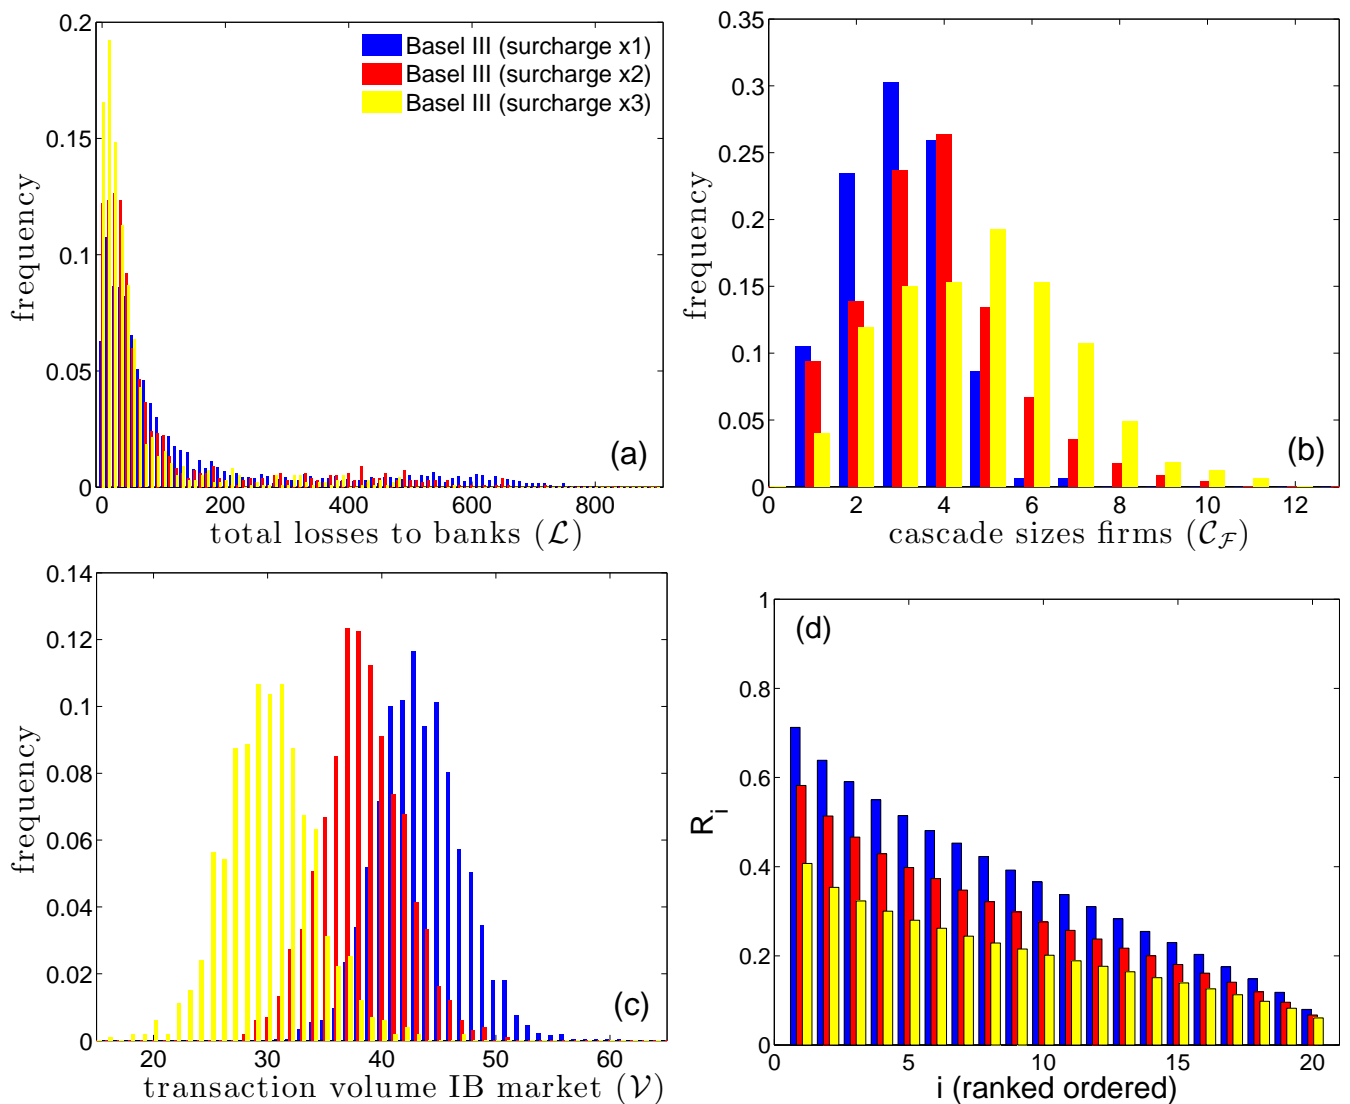 0.2
0.15
0.1
0.05
0
frequency
Basel III (surcharge x1)
Basel III (surcharge x2)
Basel III (surcharge x3)
(a)
0 200 400 600 800
total losses to banks (ℒ)
0.35
0.3
0.25
0.2
0.15
0.1
0.05
0
frequency
(b)
0 2 4 6 8 10 12
cascade sizes firms (𝒞_ℱ)
0.14
0.12
0.1
0.08
0.06
0.04
0.02
0
frequency
(c)
20 30 40 50 60
transaction volume IB market (𝒱)
1
0.8
0.6
0.4
0.2
0
R_i
(d)
5 10 15 20
i (ranked ordered)